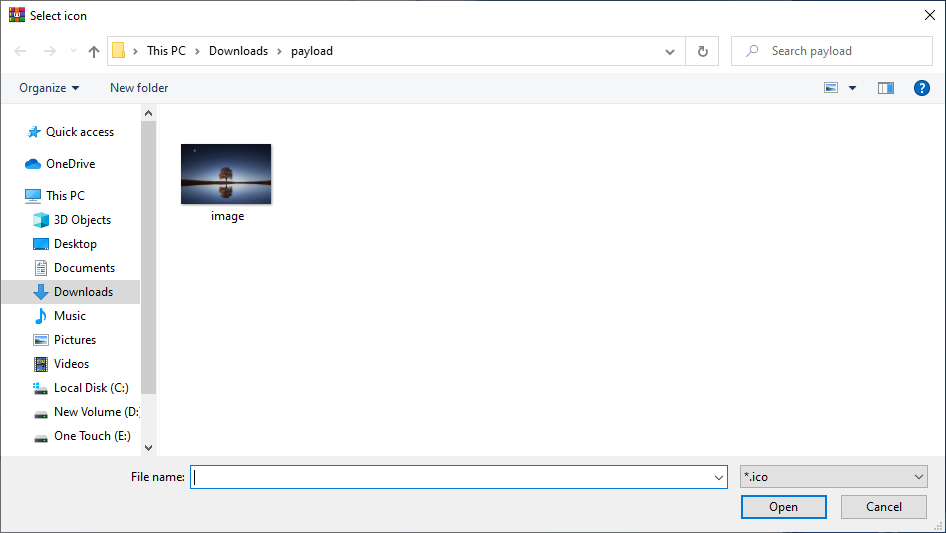 Select icon
This PC > Downloads > payload
Search payload
Organize
New folder
Quick access
OneDrive
This PC
3D Objects
Desktop
Documents
Downloads
Music
Pictures
Videos
Local Disk (C:)
New Volume (D:
One Touch (E:)
image
File name:
*.ico
Open
Cancel